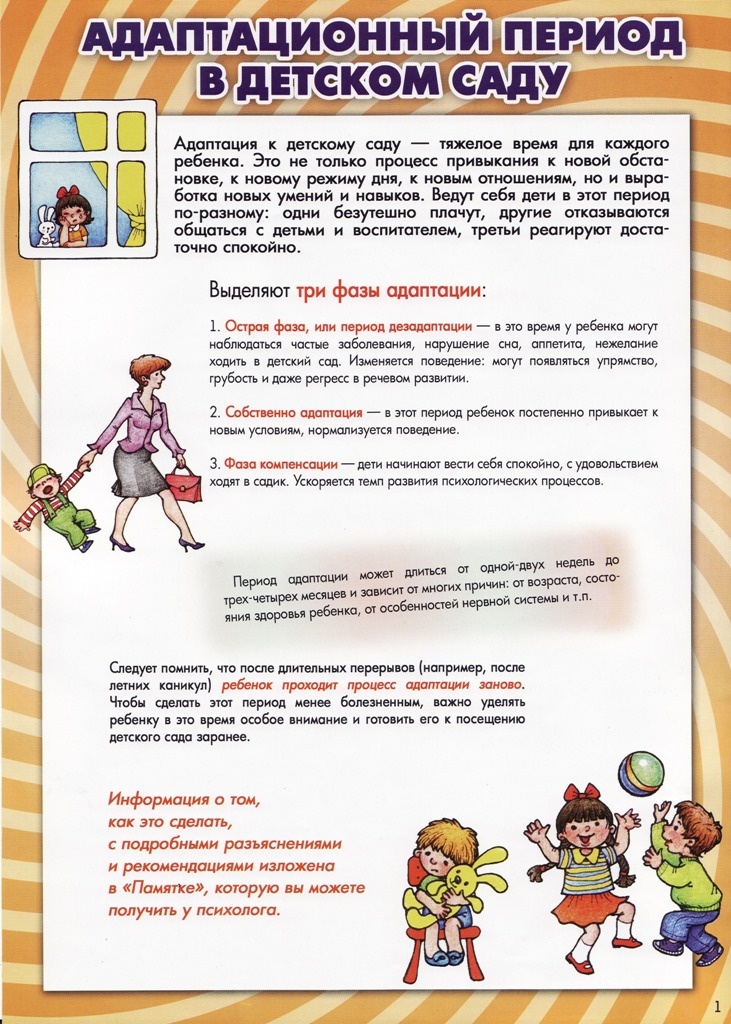 АДАПТАЦИОННЫЙ ПЕРИОД
В ДЕТСКОМ САДУ
Адаптация к детскому саду — тяжелое время для каждого
ребенка. Это не только процесс привыкания к новой обста-
новке, к новому режиму дня, к новым отношениям, но и выра-
ботка новых умений и навыков. Ведут себя дети в этот период
по-разному: одни безутешно плачут, другие отказываются
общаться с детьми и воспитателем, третьи реагируют доста-
точно спокойно.
Выделяют три фазы адаптации:
1. Острая фаза, или период дезадаптации — в это время у ребенка могут
наблюдаться частые заболевания, нарушение сна, аппетита, нежелание
ходить в детский сад. Изменяется поведение: могут появляться упрямство,
грубость и даже регресс в речевом развитии.
2. Собственно адаптация — в этот период ребенок постепенно привыкает к
новым условиям, нормализуется поведение.
3. Фаза компенсации — дети начинают вести себя спокойно, с удовольствием
ходят в садик. Ускоряется темп развития психологических процессов.
Период адаптации может длиться от одной-двух недель до
трех-четырех месяцев и зависит от многих причин: от возраста, состо-
яния здоровья ребенка, от особенностей нервной системы и т.п.
Следует помнить, что после длительных перерывов (например, после
летних каникул) ребенок проходит процесс адаптации заново.
Чтобы сделать этот период менее болезненным, важно уделять
ребенку в это время особое внимание и готовить его к посещению
детского сада заранее.
Информация о том,
как это сделать,
с подробными разъяснениями
и рекомендациями изложена
в «Памятке», которую вы можете
получить у психолога.
1